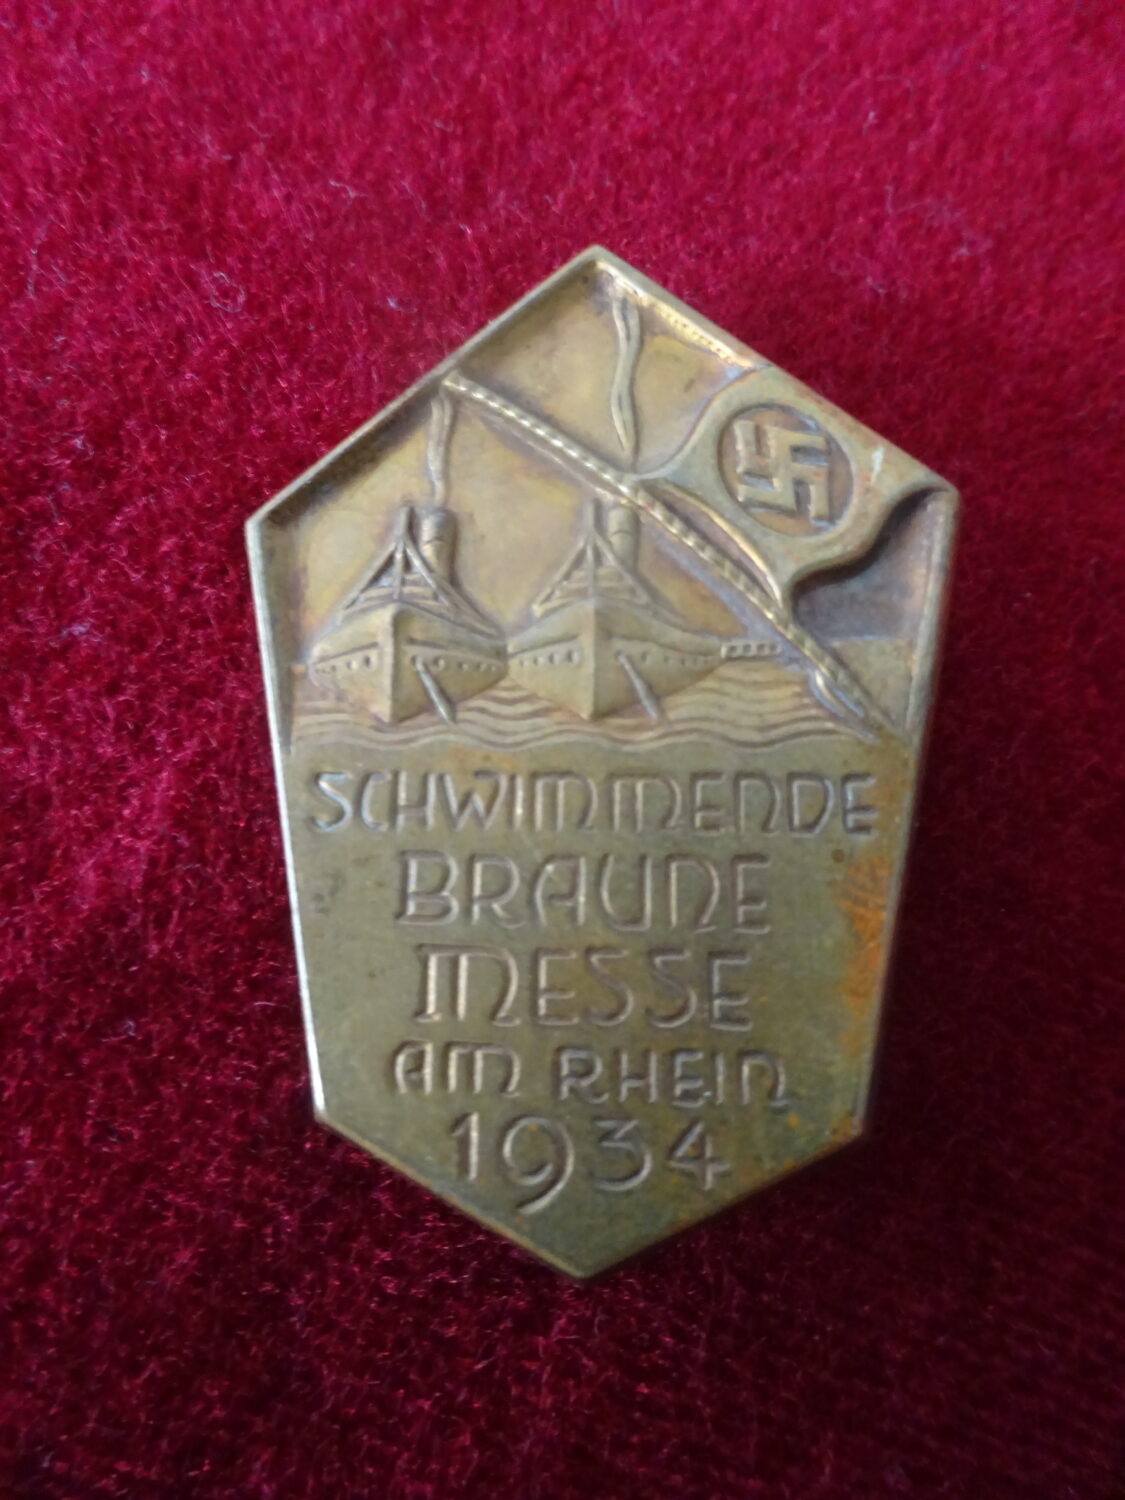 SCHWIMMENDE
BRAUNE
MESSE
AM RHEIN
1934